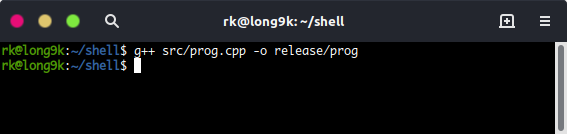 rk@long9k: ~/shell
rk@long9k:~/shell$ g++ src/prog.cpp -o release/prog
rk@long9k:~/shell$